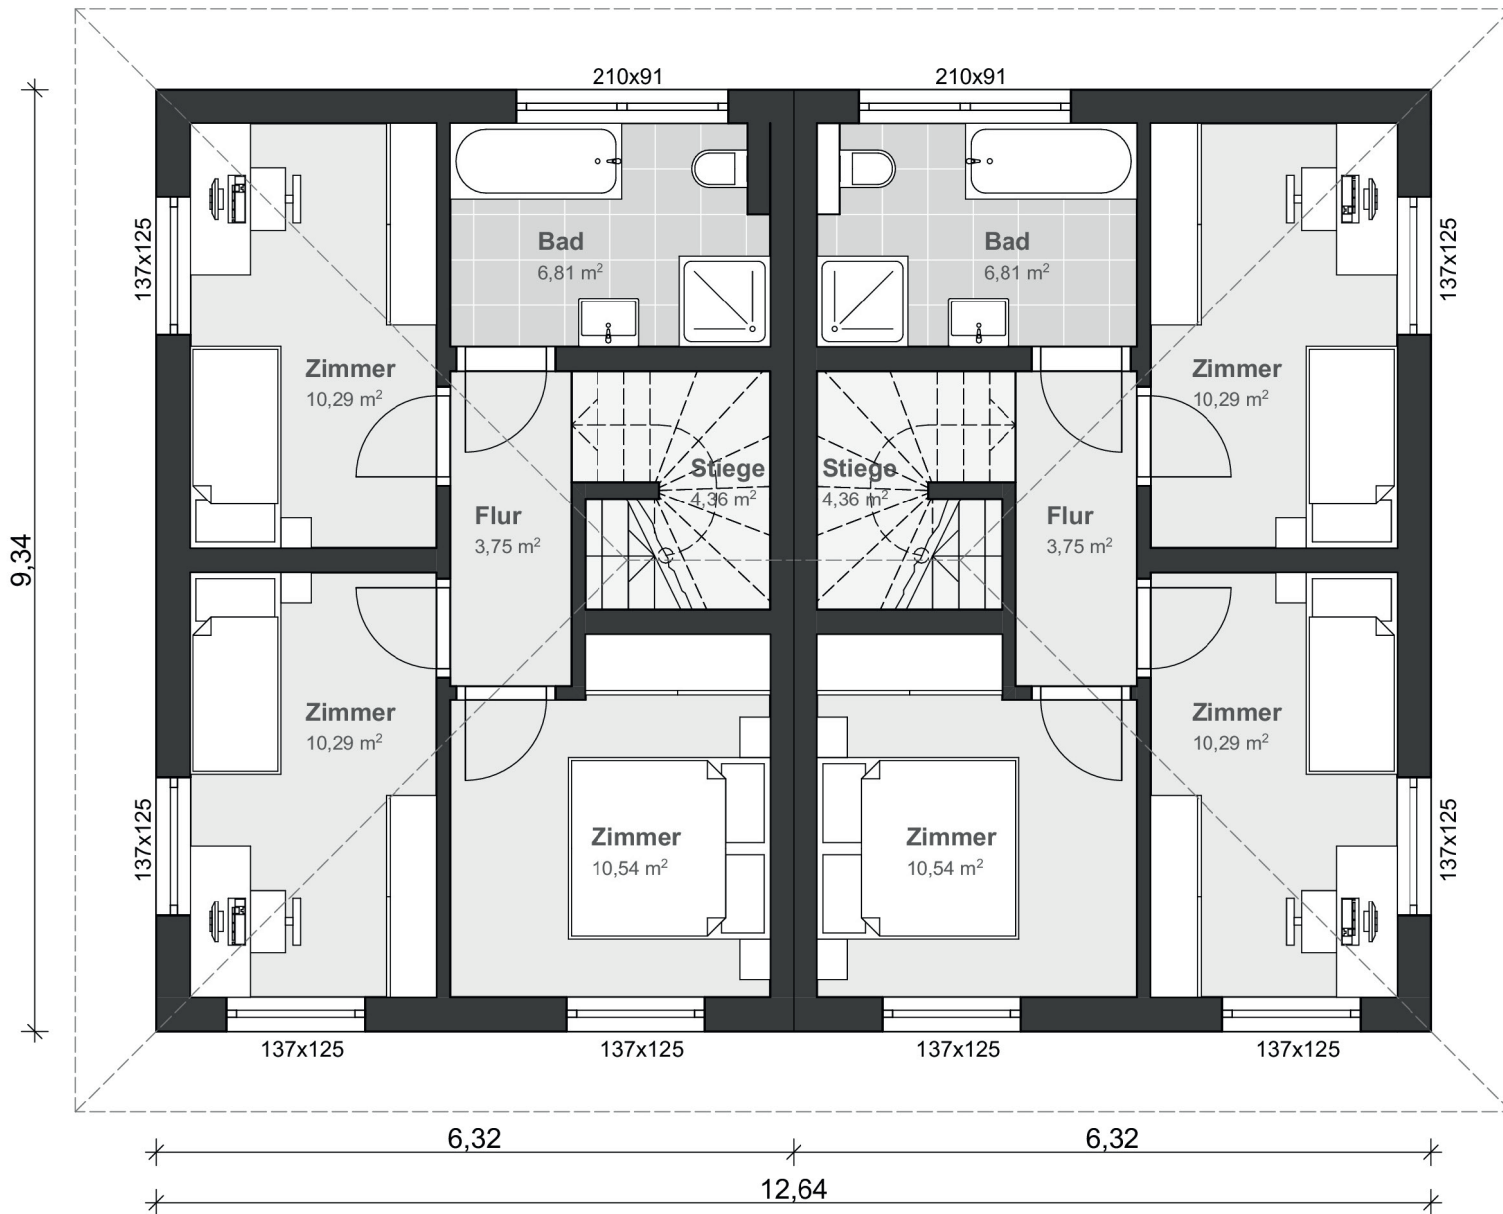 210x91
210x91
137x125
137x125
Bad
6,81 m²
Bad
6,81 m²
Zimmer
10,29 m²
Zimmer
10,29 m²
Stiege
4,36 m²
Stiege
4,36 m²
Flur
3,75 m²
Flur
3,75 m²
9,34
Zimmer
10,29 m²
Zimmer
10,29 m²
137x125
137x125
Zimmer
10,54 m²
Zimmer
10,54 m²
137x125
137x125
137x125
137x125
6,32
6,32
12,64